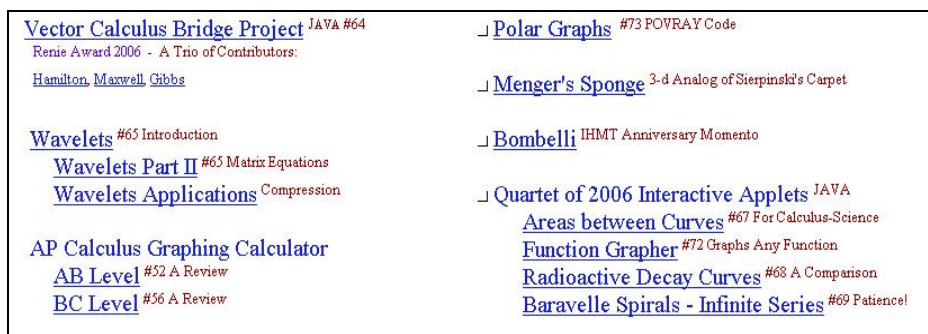 Vector Calculus Bridge Project JAVA #64
Renie Award 2006 - A Trio of Contributors:
Hamilton, Maxwell, Gibbs
Wavelets #65 Introduction
Wavelets Part II #65 Matrix Equations
Wavelets Applications Compression
AP Calculus Graphing Calculator
AB Level #52 A Review
BC Level #56 A Review
Polar Graphs #73 POVRAY Code
Menger's Sponge 3-d Analog of Sierpinski's Carpet
Bombelli IHMT Anniversary Momento
Quartet of 2006 Interactive Applets JAVA
Areas between Curves #67 For Calculus-Science
Function Grapher #72 Graphs Any Function
Radioactive Decay Curves #68 A Comparison
Baravelle Spirals - Infinite Series #69 Patience!